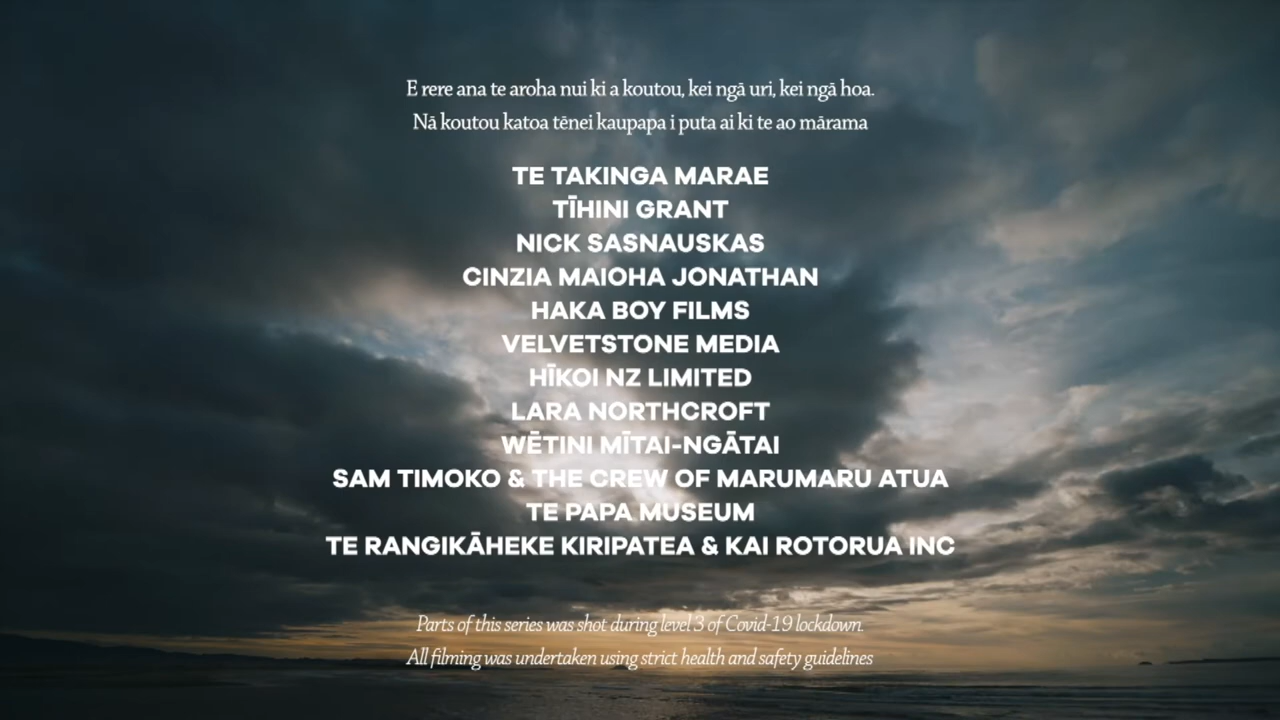 E rere ana te aroha nui ki a koutou, kei ngā uri, kei ngā hoa.
Nā koutou katoa tēnei kaupapa i puta ai ki te ao mārama
TE TAKINGA MARAE
TĪHINI GRANT
NICK SASNAUSKAS
CINZIA MAIOHA JONATHAN
HAKA BOY FILMS
VELVETSTONE MEDIA
HĪKOI NZ LIMITED
LARA NORTHCROFT
WĒTINI MĪTAI-NGĀTAI
SAM TIMOKO & THE CREW OF MARUMARU ATUA
TE PAPA MUSEUM
TE RANGIKĀHEKE KIRIPATEA & KAI ROTORUA INC
Parts of this series was shot during level 3 of Covid-19 lockdown.
All filming was undertaken using strict health and safety guidelines